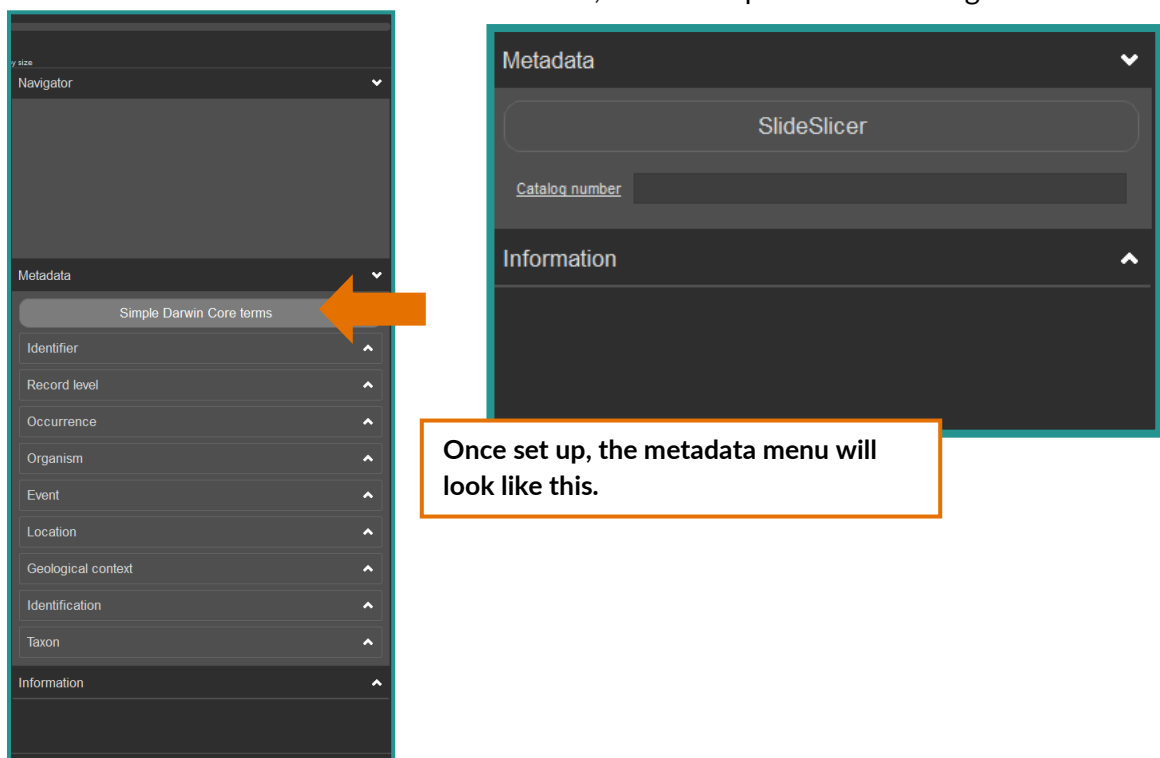 y size
Navigator
Metadata
Simple Darwin Core terms
Identifier
Record level
Occurrence
Organism
Event
Location
Geological context
Identification
Taxon
Information
Metadata
SlideSlicer
Catalog number
Information
Once set up, the metadata menu will
look like this.